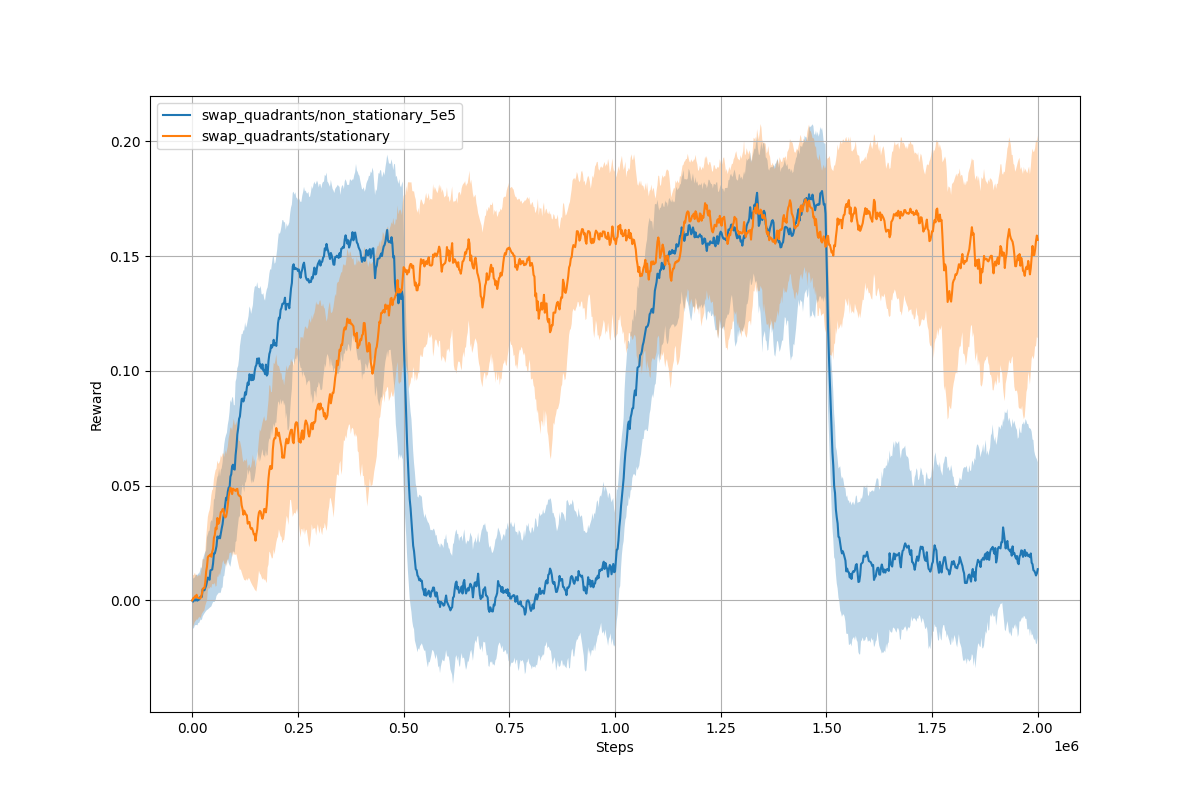 swap_quadrants/non_stationary_5e5
swap_quadrants/stationary
0.20
0.15
0.10
0.05
0.00
Reward
0.00 0.25 0.50 0.75 1.00 1.25 1.50 1.75 2.00
1e6
Steps